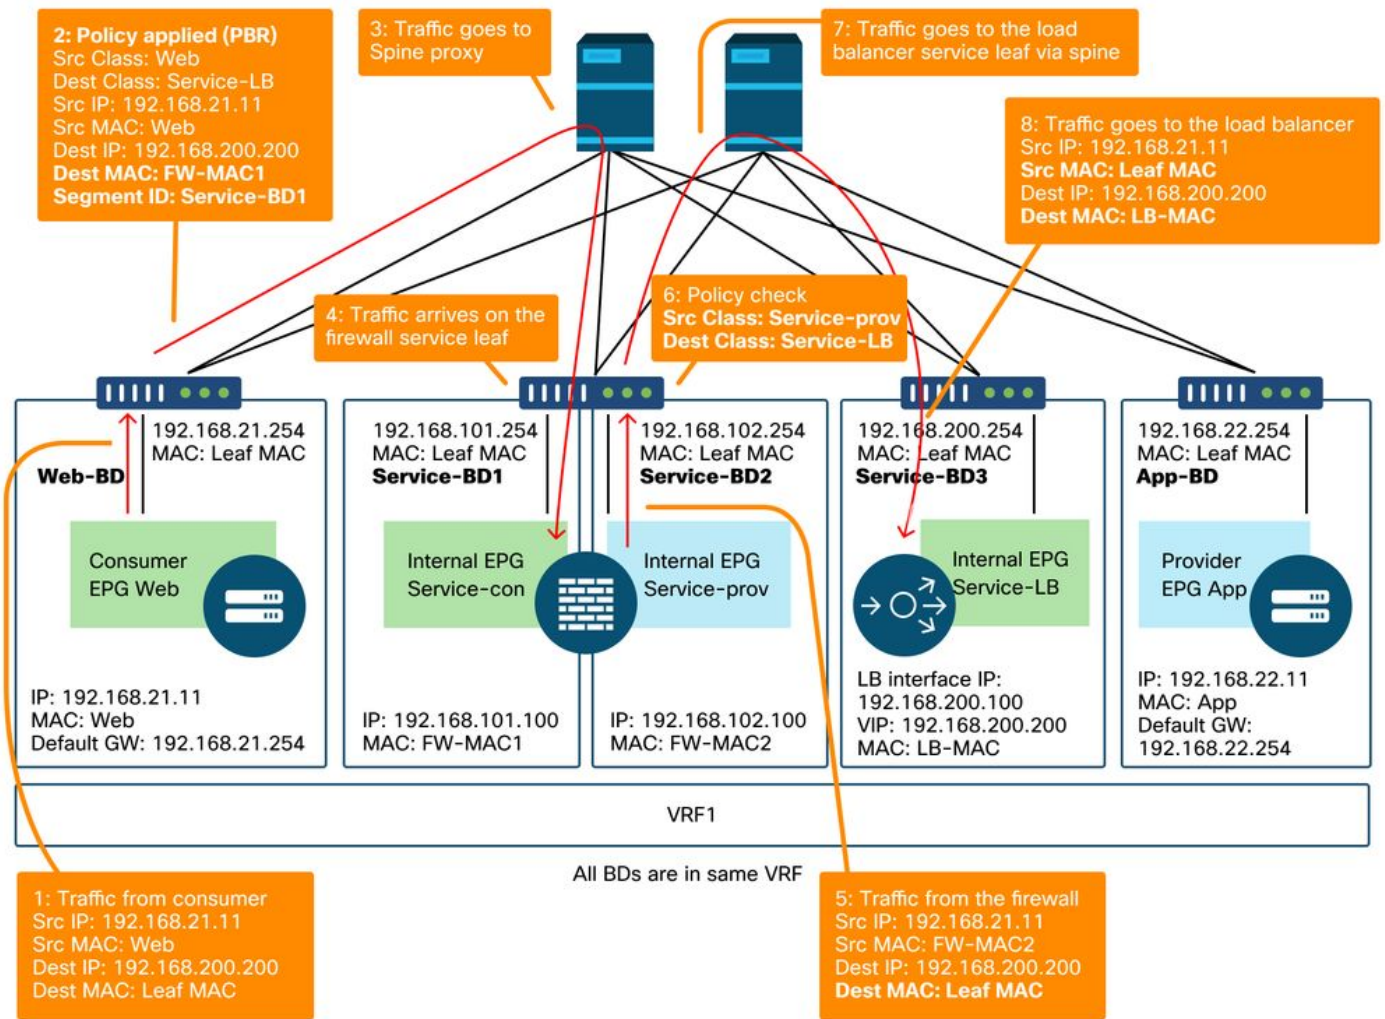 2: Policy applied (PBR)
Src Class: Web
Dest Class: Service-LB
Src IP: 192.168.21.11
Src MAC: Web
Dest IP: 192.168.200.200
Dest MAC: FW-MAC1
Segment ID: Service-BD1
3: Traffic goes to
Spine proxy
7: Traffic goes to the load
balancer service leaf via spine
8: Traffic goes to the load balancer
Src IP: 192.168.21.11
Src MAC: Leaf MAC
Dest IP: 192.168.200.200
Dest MAC: LB-MAC
4: Traffic arrives on the
firewall service leaf
6: Policy check
Src Class: Service-prov
Dest Class: Service-LB
192.168.21.254
MAC: Leaf MAC
Web-BD
Consumer
EPG Web
IP: 192.168.21.11
MAC: Web
Default GW: 192.168.21.254
192.168.101.254
MAC: Leaf MAC
Service-BD1
Internal EPG
Service-con
IP: 192.168.101.100
MAC: FW-MAC1
192.168.102.254
MAC: Leaf MAC
Service-BD2
Internal EPG
Service-prov
IP: 192.168.102.100
MAC: FW-MAC2
192.168.200.254
MAC: Leaf MAC
Service-BD3
Internal EPG
Service-LB
LB interface IP:
192.168.200.100
VIP: 192.168.200.200
MAC: LB-MAC
192.168.22.254
MAC: Leaf MAC
App-BD
Provider
EPG App
IP: 192.168.22.11
MAC: App
Default GW:
192.168.22.254
VRF1
All BDs are in same VRF
1: Traffic from consumer
Src IP: 192.168.21.11
Src MAC: Web
Dest IP: 192.168.200.200
Dest MAC: Leaf MAC
5: Traffic from the firewall
Src IP: 192.168.21.11
Src MAC: FW-MAC2
Dest IP: 192.168.200.200
Dest MAC: Leaf MAC